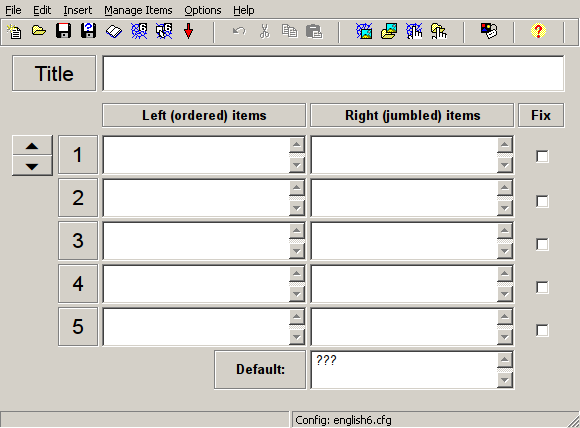 File Edit Insert Manage Items Options Help
Title
Left (ordered) items Right (jumbled) items Fix
1
2
3
4
5
Default: ???
Config: english6.cfg